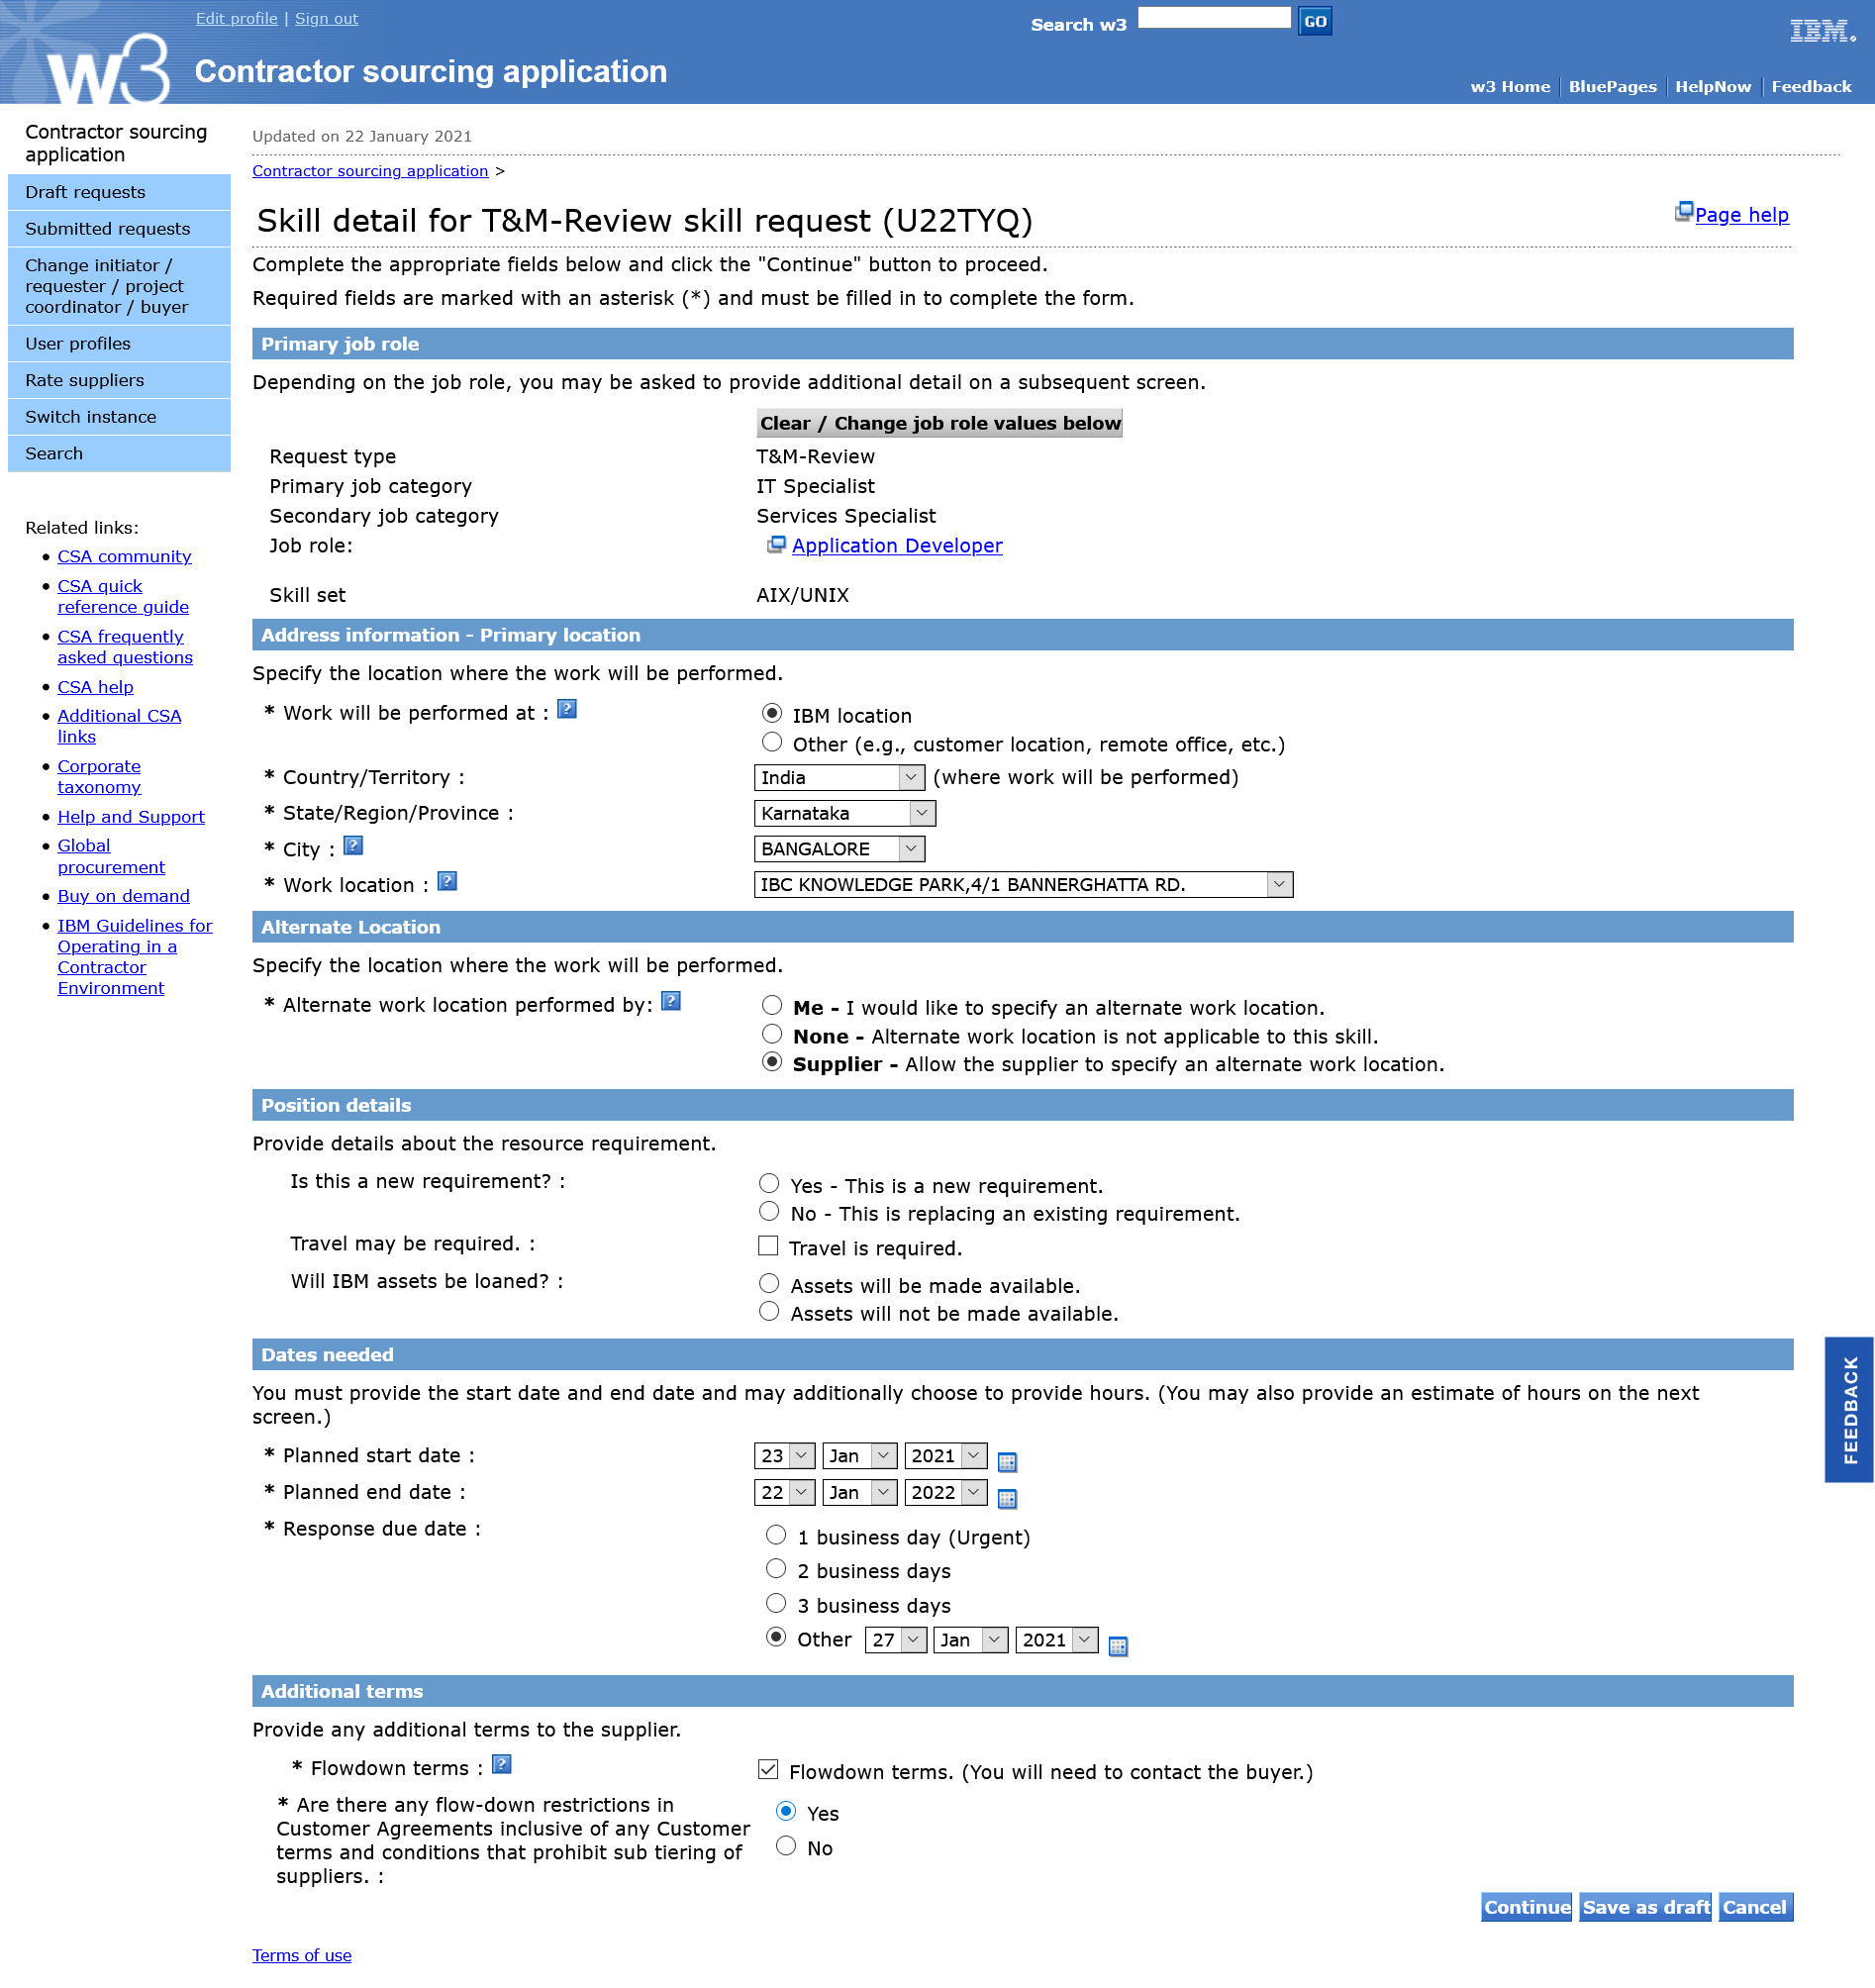 Edit profile | Sign out
Search w3
GO
IBM.
w3
Contractor sourcing application
w3 Home
BluePages
HelpNow
Feedback
Contractor sourcing
application
Draft requests
Submitted requests
Change initiator /
requester / project
coordinator / buyer
User profiles
Rate suppliers
Switch instance
Search
Related links:
CSA community
CSA quick
reference guide
CSA frequently
asked questions
CSA help
Additional CSA
links
Corporate
taxonomy
Help and Support
Global
procurement
Buy on demand
IBM Guidelines for
Operating in a
Contractor
Environment
Updated on 22 January 2021
Contractor sourcing application >
Skill detail for T&M-Review skill request (U22TYQ)
Page help
Complete the appropriate fields below and click the "Continue" button to proceed.
Required fields are marked with an asterisk (*) and must be filled in to complete the form.
Primary job role
Depending on the job role, you may be asked to provide additional detail on a subsequent screen.
Clear / Change job role values below
Request type T&M-Review
Primary job category IT Specialist
Secondary job category Services Specialist
Job role: Application Developer
Skill set AIX/UNIX
Address information - Primary location
Specify the location where the work will be performed.
* Work will be performed at : ? IBM location
Other (e.g., customer location, remote office, etc.)
* Country/Territory : India (where work will be performed)
* State/Region/Province : Karnataka
* City : ? BANGALORE
* Work location : ? IBC KNOWLEDGE PARK,4/1 BANNERGHATTA RD.
Alternate Location
Specify the location where the work will be performed.
* Alternate work location performed by: ? Me - I would like to specify an alternate work location.
None - Alternate work location is not applicable to this skill.
Supplier - Allow the supplier to specify an alternate work location.
Position details
Provide details about the resource requirement.
Is this a new requirement? : Yes - This is a new requirement.
No - This is replacing an existing requirement.
Travel may be required. : Travel is required.
Will IBM assets be loaned? : Assets will be made available.
Assets will not be made available.
Dates needed
You must provide the start date and end date and may additionally choose to provide hours. (You may also provide an estimate of hours on the next
screen.)
* Planned start date : 23 Jan 2021
* Planned end date : 22 Jan 2022
* Response due date : 1 business day (Urgent)
2 business days
3 business days
Other 27 Jan 2021
Additional terms
Provide any additional terms to the supplier.
* Flowdown terms : ? Flowdown terms. (You will need to contact the buyer.)
* Are there any flow-down restrictions in
Customer Agreements inclusive of any Customer
terms and conditions that prohibit sub tiering of
suppliers. :
Yes
No
Continue
Save as draft
Cancel
Terms of use
FEEDBACK